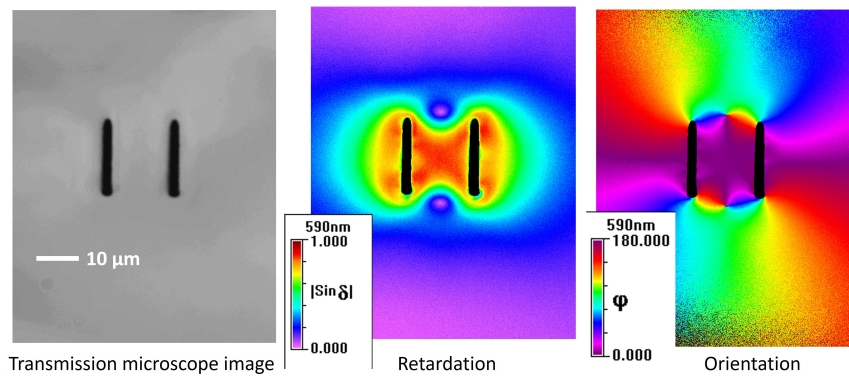 10 µm
Transmission microscope image
590nm
1.000
|Sin δ|
0.000
Retardation
590nm
180.000
φ
0.000
Orientation